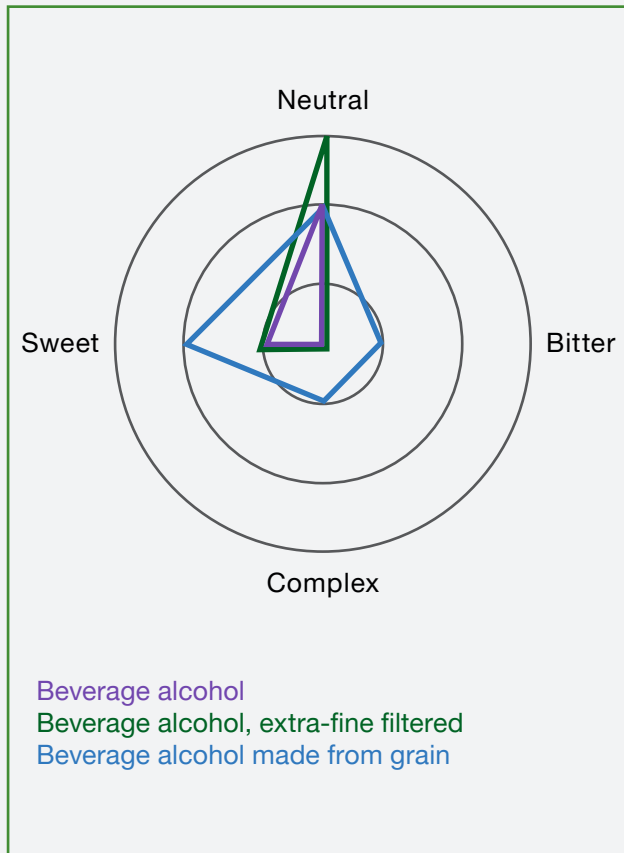 Neutral
Sweet
Bitter
Complex
Beverage alcohol
Beverage alcohol, extra-fine filtered
Beverage alcohol made from grain